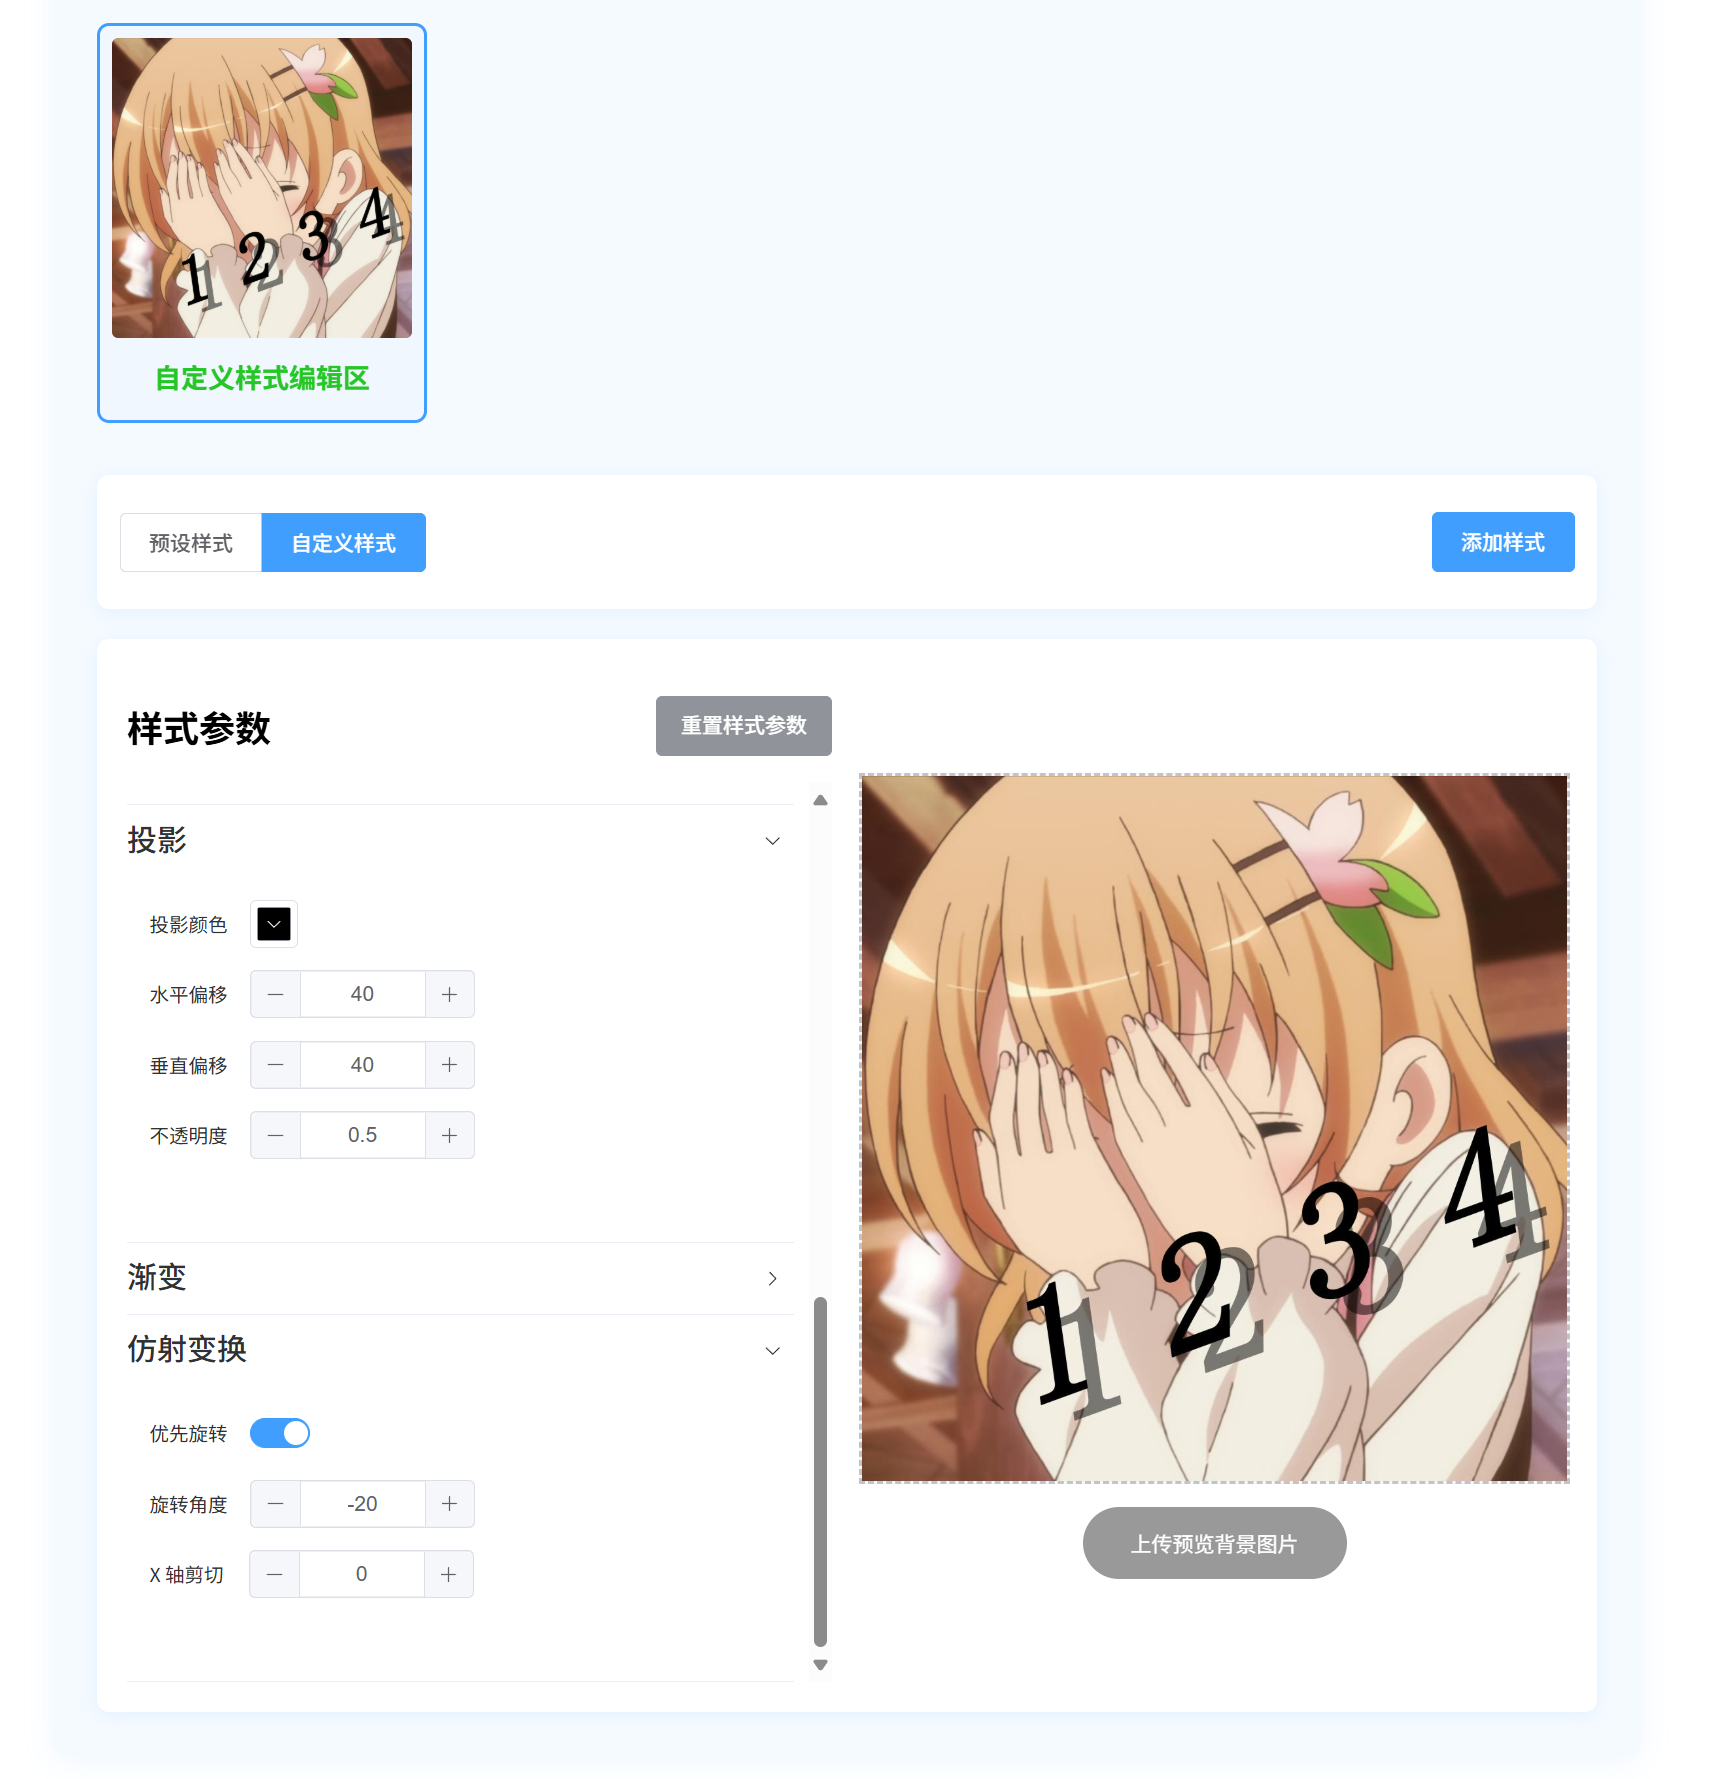 1 2 3 4
自定义样式编辑区
预设样式
自定义样式
添加样式
样式参数
重置样式参数
投影
投影颜色
水平偏移
40
垂直偏移
40
不透明度
0.5
渐变
仿射变换
优先旋转
旋转角度
-20
X 轴剪切
0
1 2 3 4
上传预览背景图片